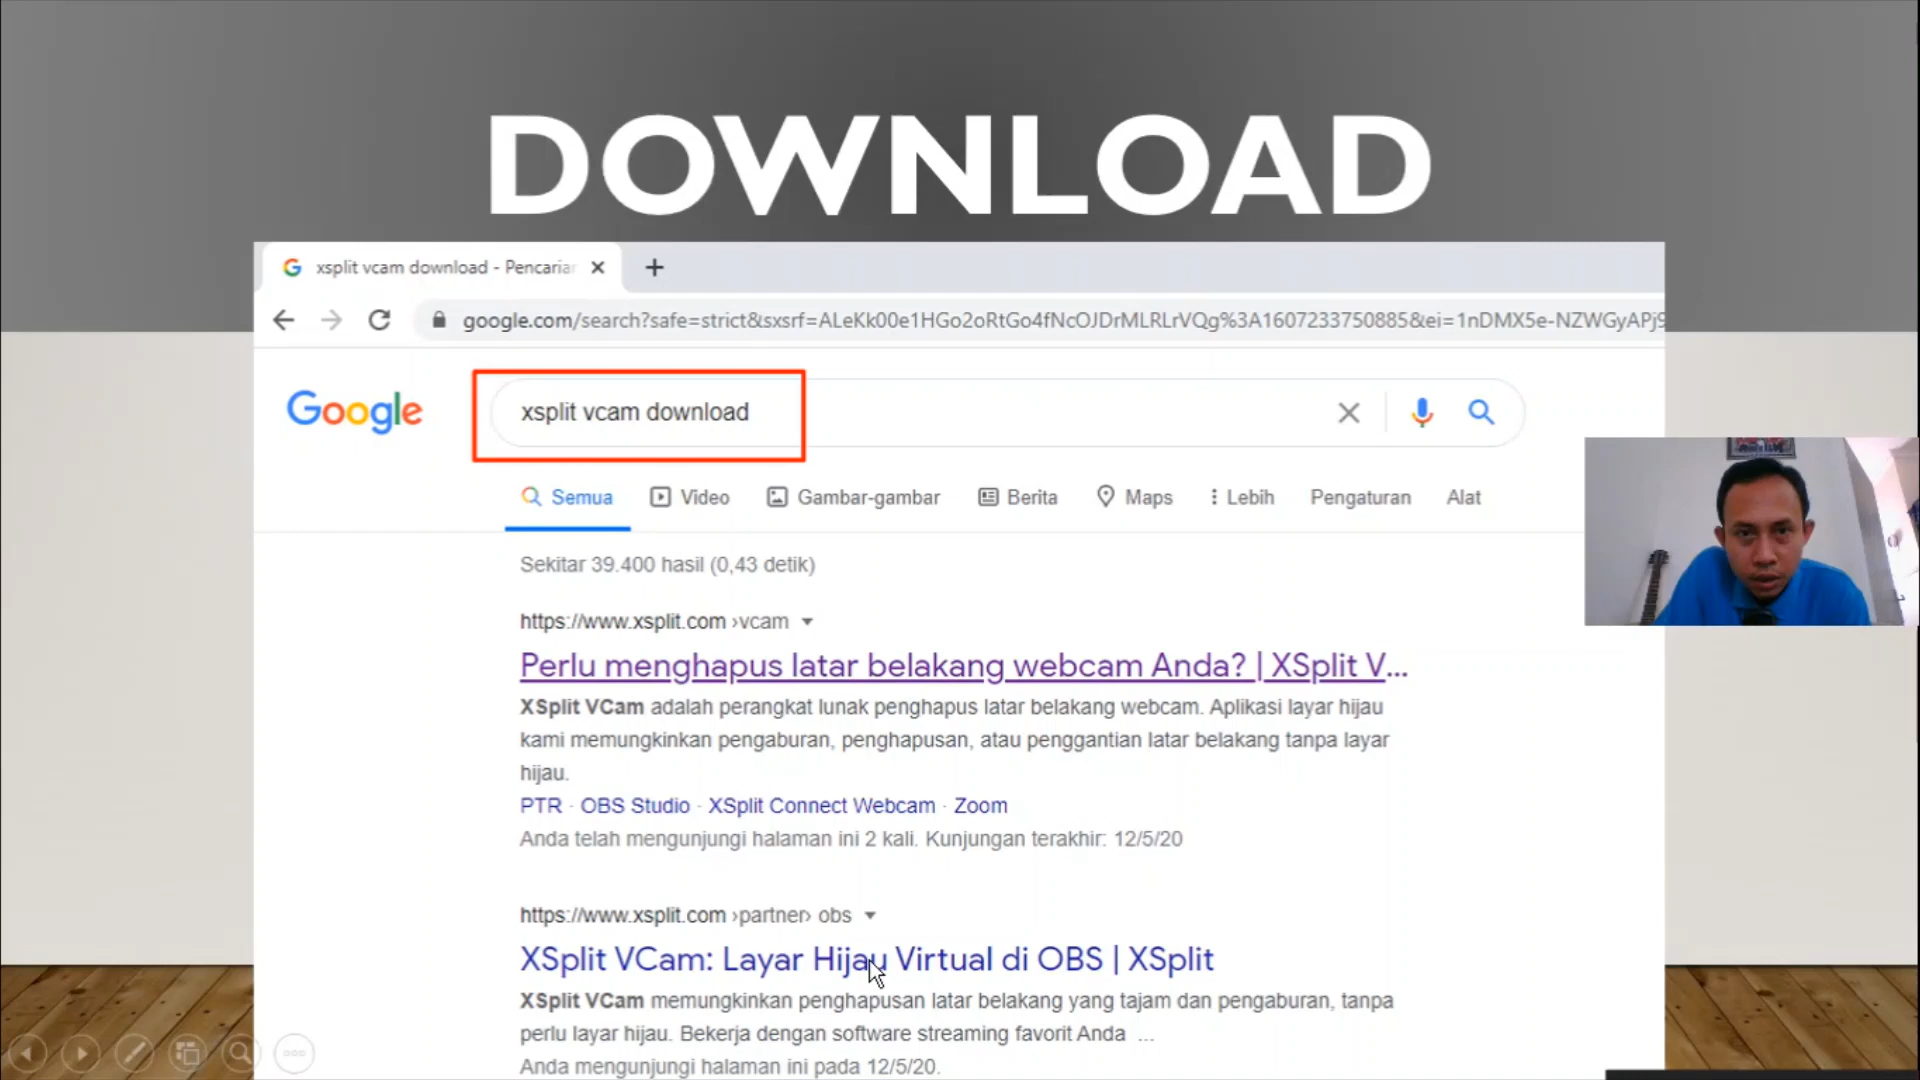 DOWNLOAD
xsplit vcam download - Pencarian
google.com/search?safe=strict&sxsrf=ALeKk00e1HGo2oRtGo4fNcOJDrMLRLrVQg%3A1607233750885&ei=1nDMX5e-NZWGyAPj9
Google
xsplit vcam download
Semua Video Gambar-gambar Berita Maps Lebih Pengaturan Alat
Sekitar 39.400 hasil (0,43 detik)
https://www.xsplit.com ›vcam
Perlu menghapus latar belakang webcam Anda? | XSplit V...
XSplit VCam adalah perangkat lunak penghapus latar belakang webcam. Aplikasi layar hijau
kami memungkinkan pengaburan, penghapusan, atau penggantian latar belakang tanpa layar
hijau.
PTR · OBS Studio · XSplit Connect Webcam · Zoom
Anda telah mengunjungi halaman ini 2 kali. Kunjungan terakhir: 12/5/20
https://www.xsplit.com ›partner› obs
XSplit VCam: Layar Hijau Virtual di OBS | XSplit
XSplit VCam memungkinkan penghapusan latar belakang yang tajam dan pengaburan, tanpa
perlu layar hijau. Bekerja dengan software streaming favorit Anda ...
Anda mengunjungi halaman ini pada 12/5/20.